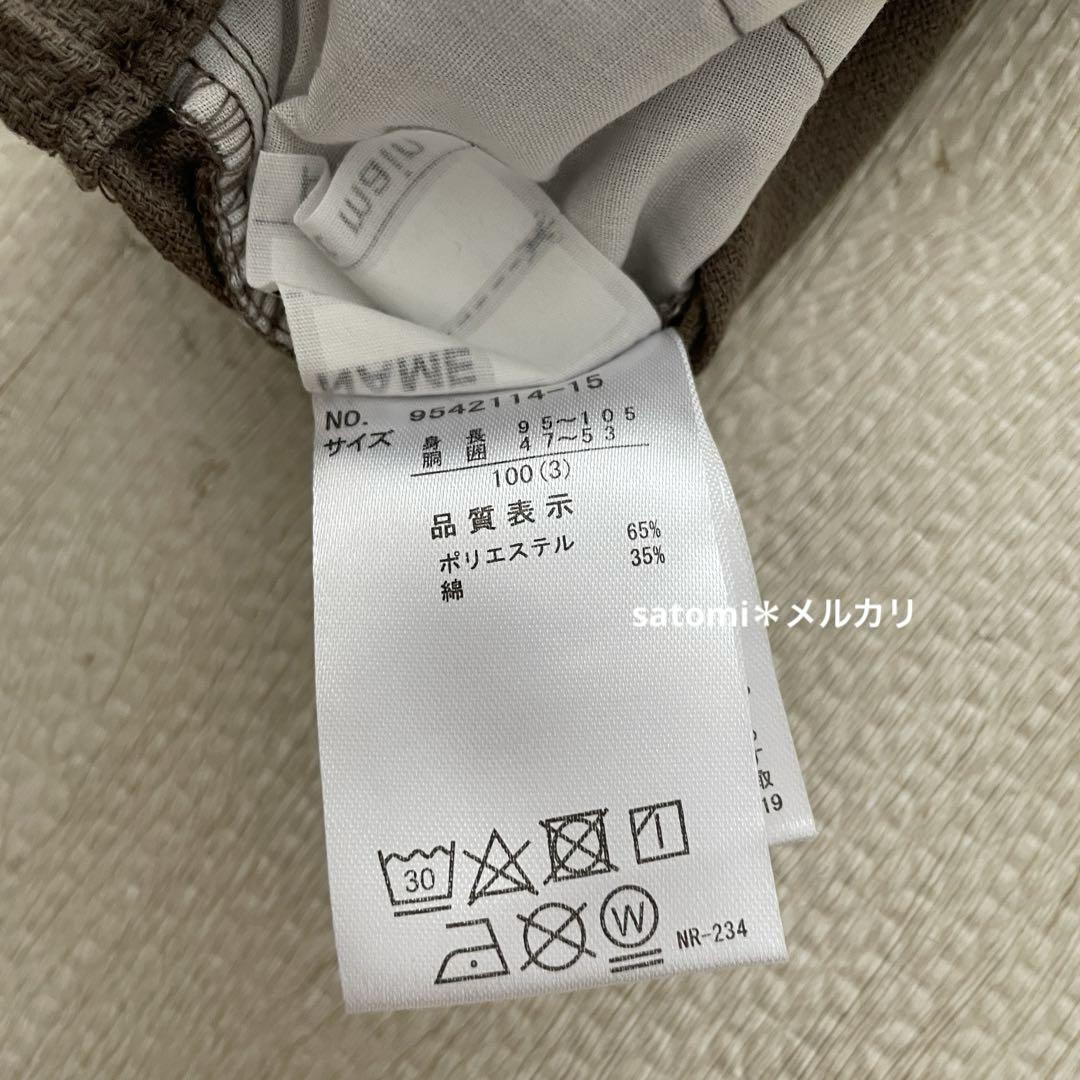 NAME
NO. 9542114-15
サイズ 身長 95~105
胴囲 47~53
100(3)
品質表示
ポリエステル 65%
綿 35%
satomi＊メルカリ
取
19
30
W
NR-234